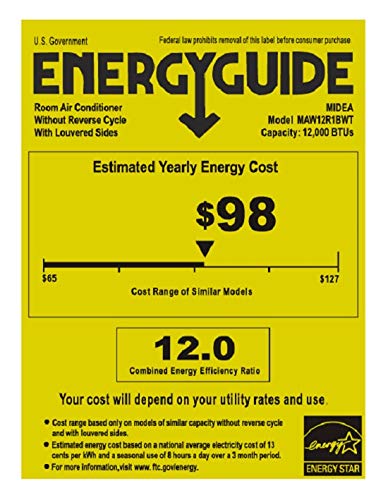 U.S. Government
Federal law prohibits removal of this label before consumer purchase
ENERGYGUIDE
Room Air Conditioner
Without Reverse Cycle
With Louvered Sides
MIDEA
Model MAW12R1BWT
Capacity: 12,000 BTUs
Estimated Yearly Energy Cost
$98
$65
$127
Cost Range of Similar Models
12.0
Combined Energy Efficiency Ratio
Your cost will depend on your utility rates and use.
● Cost range based only on models of similar capacity without reverse cycle
and with louvered sides.
● Estimated energy cost based on a national average electricity cost of 13
cents per kWh and a seasonal use of 8 hours a day over a 3 month period.
● For more information,visit www. ftc.gov/energy.
energy
ENERGY STAR